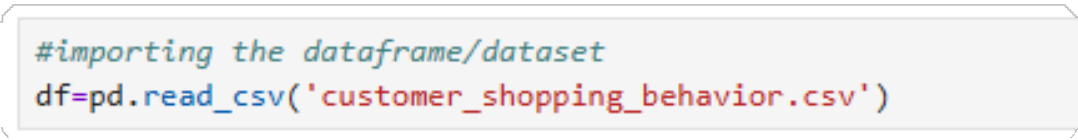 #importing the dataframe/dataset
df=pd.read_csv('customer_shopping_behavior.csv')